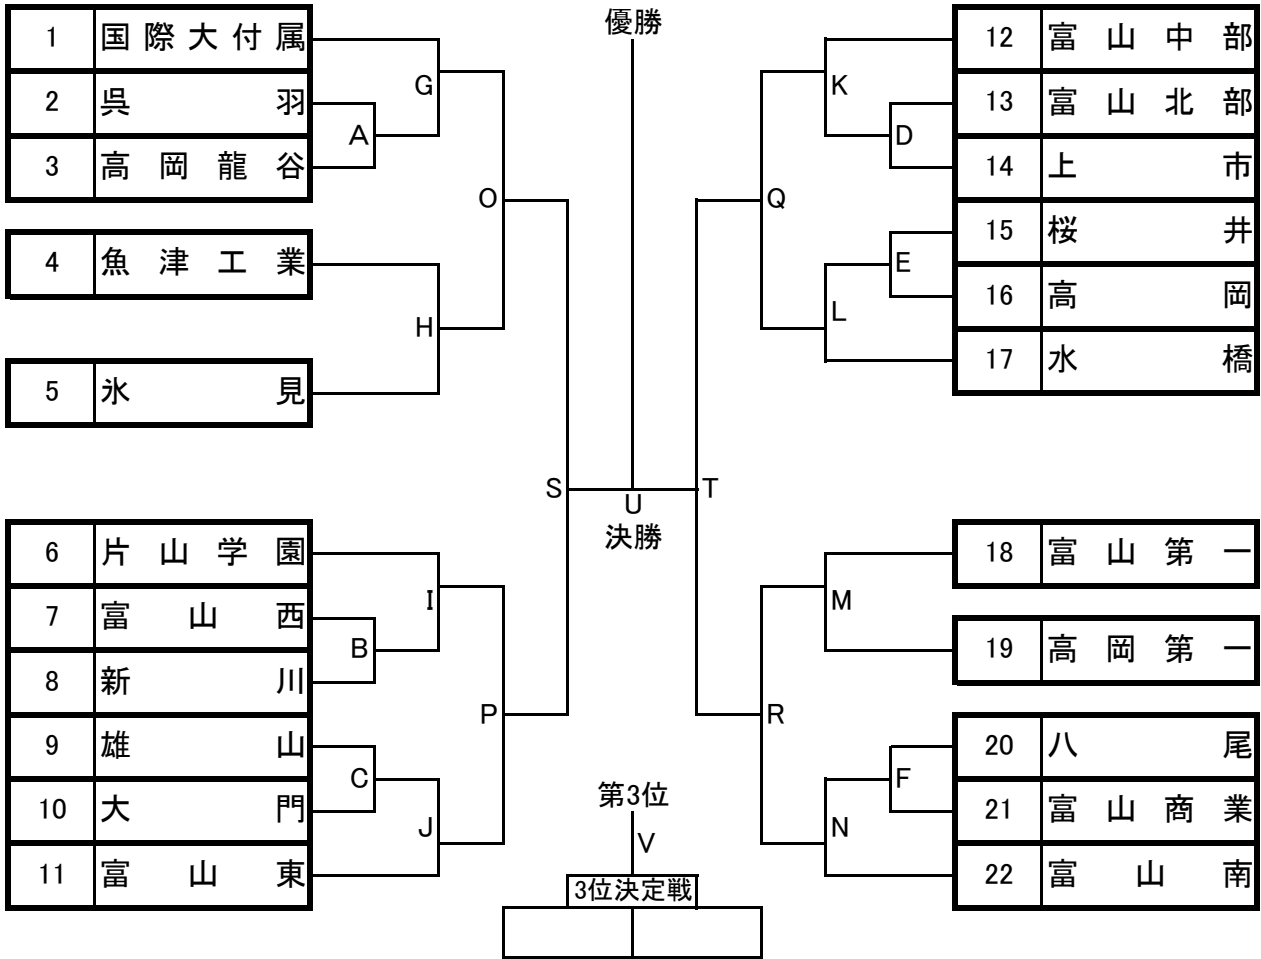 優勝
1 国際大付属
2 呉羽
3 高岡龍谷
4 魚津工業
5 氷見
6 片山学園
7 富山西
8 新川
9 雄山
10 大門
11 富山東
G
A
O
H
I
B
P
C
J
S
U
決勝
T
第3位
V
3位決定戦
K
D
Q
E
L
M
R
F
N
12 富山中部
13 富山北部
14 上市
15 桜井
16 高岡
17 水橋
18 富山第一
19 高岡第一
20 八尾
21 富山商業
22 富山南